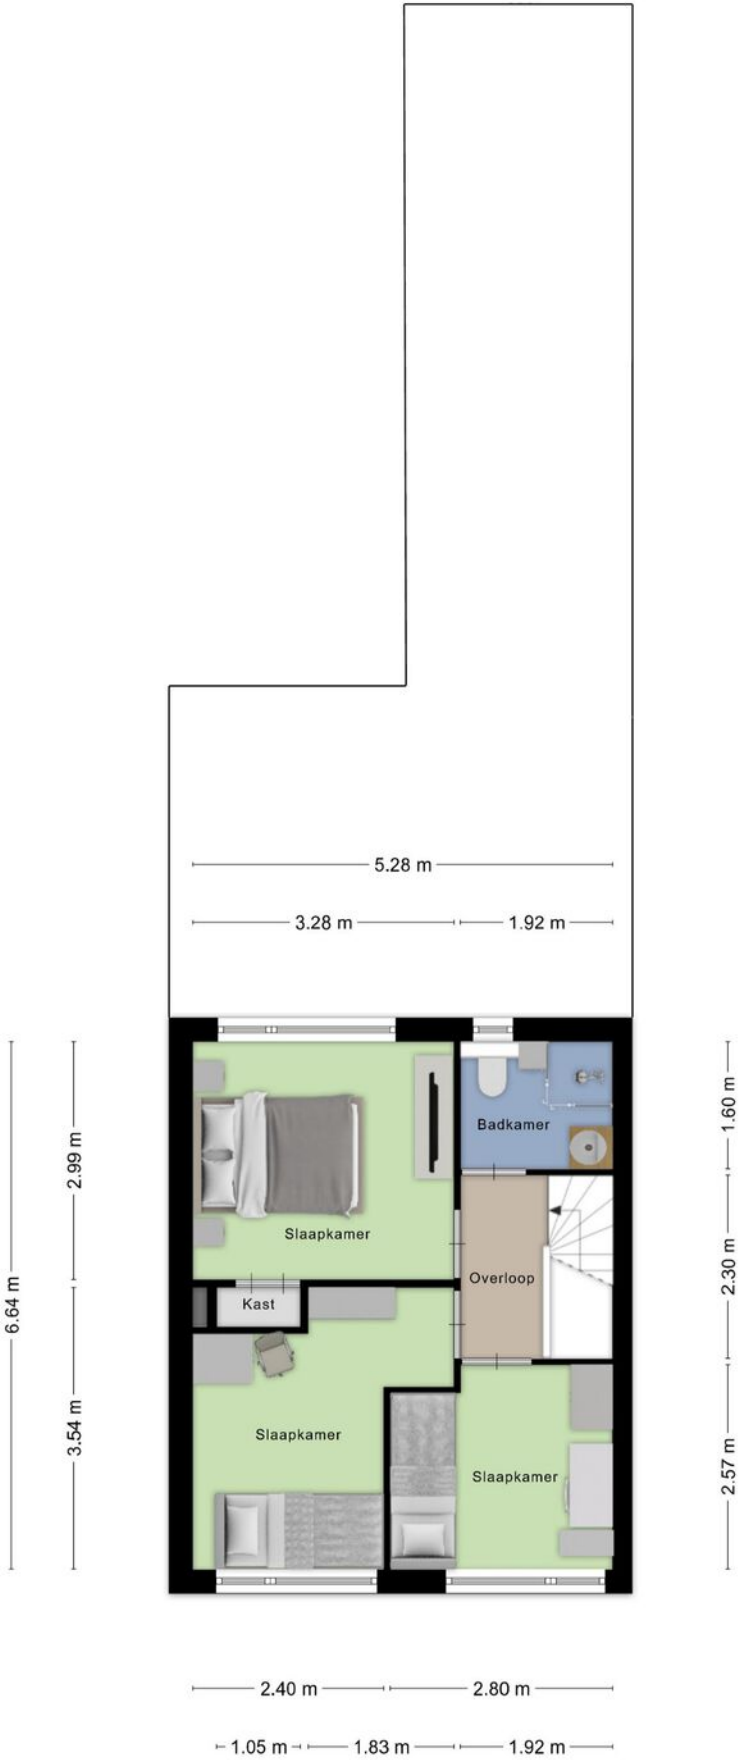 5.28 m
3.28 m
1.92 m
1.60 m
2.99 m
Badkamer
Slaapkamer
2.30 m
Overloop
6.64 m
Kast
3.54 m
Slaapkamer
2.57 m
Slaapkamer
2.40 m
2.80 m
1.05 m
1.83 m
1.92 m